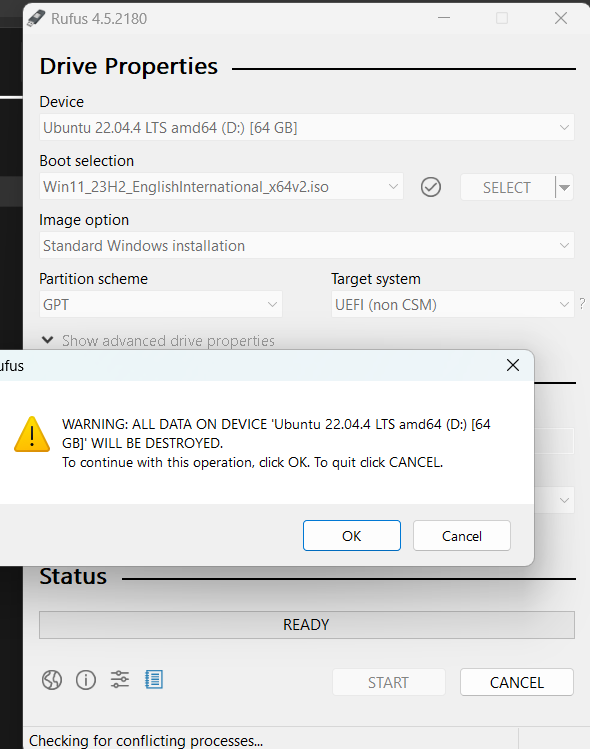 Rufus 4.5.2180
Drive Properties
Device
Ubuntu 22.04.4 LTS amd64 (D:) [64 GB]
Boot selection
Win11_23H2_EnglishInternational_x64v2.iso
SELECT
Image option
Standard Windows installation
Partition scheme
Target system
GPT
UEFI (non CSM)
?
Show advanced drive properties
ufus
WARNING: ALL DATA ON DEVICE 'Ubuntu 22.04.4 LTS amd64 (D:) [64
GB]' WILL BE DESTROYED.
To continue with this operation, click OK. To quit click CANCEL.
OK
Cancel
Status
READY
START
CANCEL
Checking for conflicting processes...